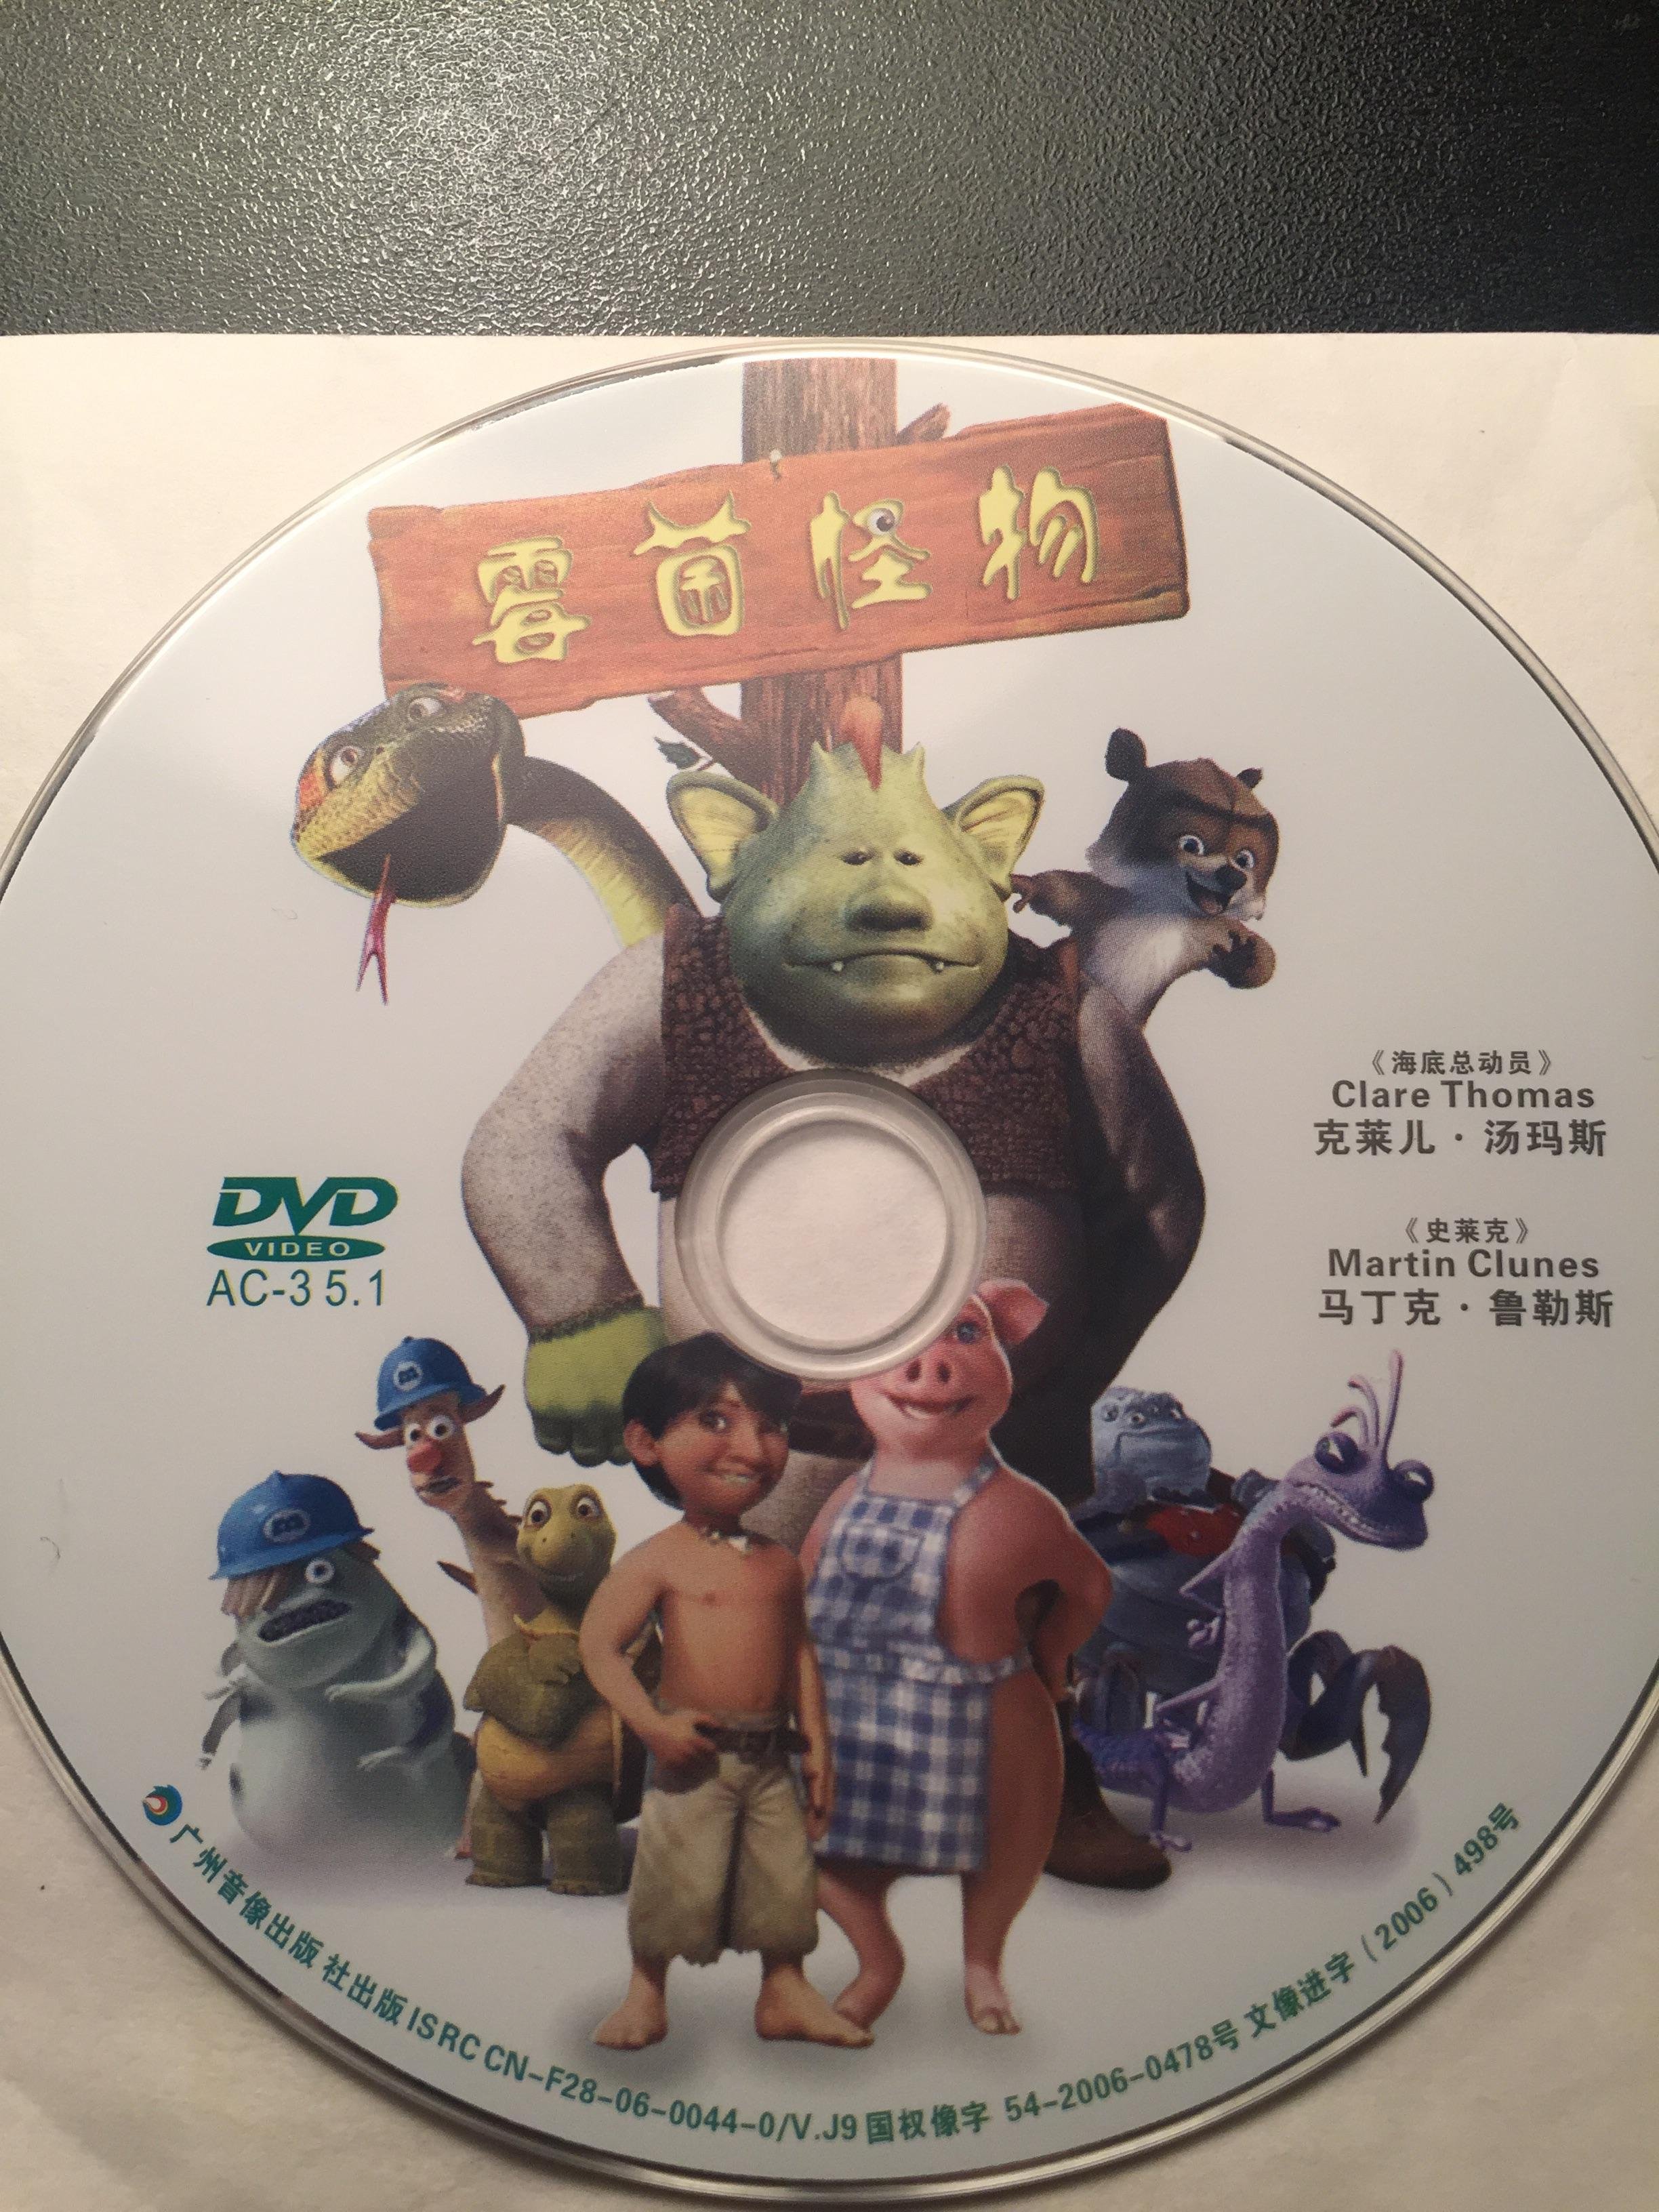 霉菌怪物
《海底总动员》
Clare Thomas
克莱儿·汤玛斯
《史莱克》
Martin Clunes
马丁克·鲁勒斯
DVD
VIDEO
AC-3 5.1
广州音像出版 社出版 ISRC CN-F28-06-0044-0/V.J9 国权像字 54-2006-0478号 文像进字（2006）498号